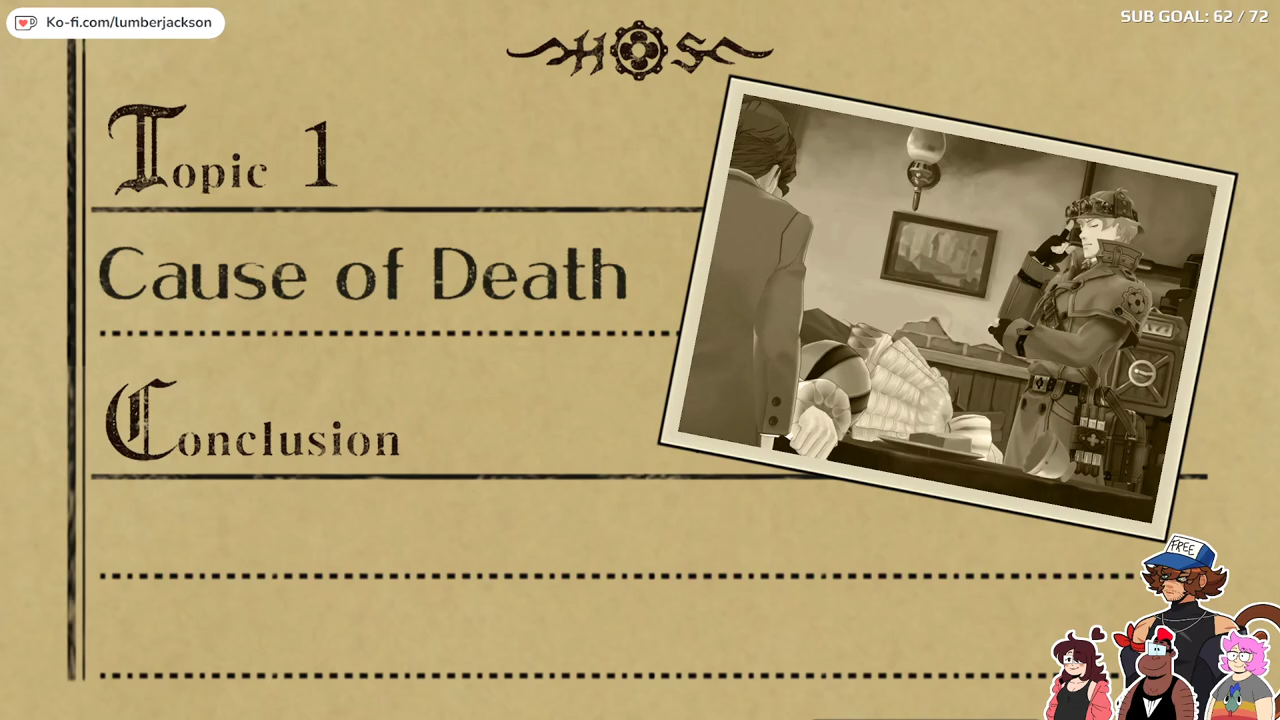 Ko-fi.com/lumberjackson
SUB GOAL: 62 / 72
H S
Topic 1
Cause of Death
Conclusion
FREE